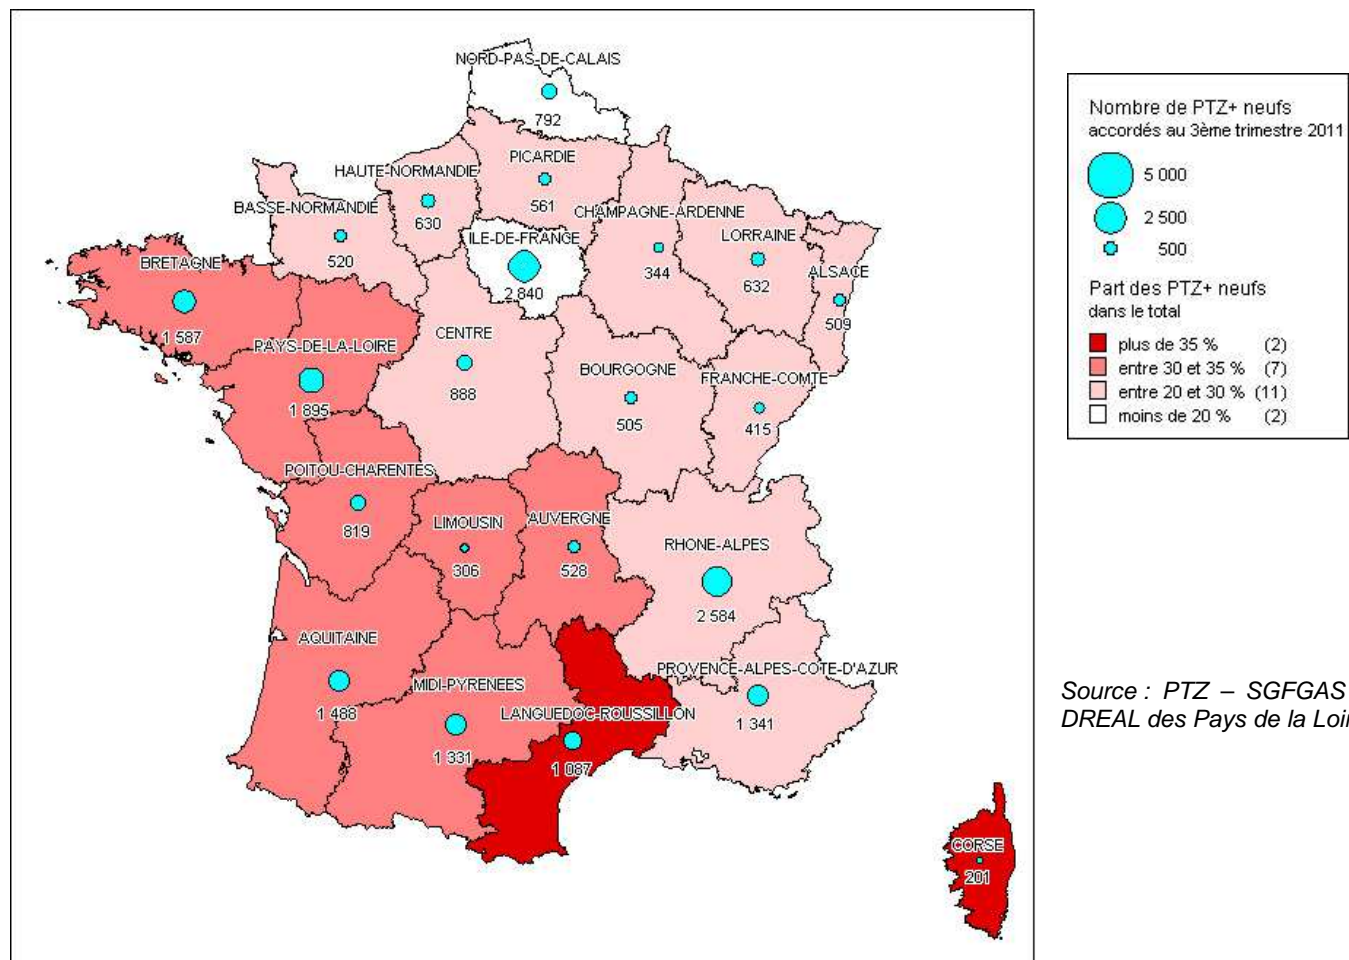 NORD-PAS-DE-CALAIS
792
PICARDIE
561
HAUTE-NORMANDIE
630
BASSE-NORMANDIE
520
CHAMPAGNE-ARDENNE
344
LORRAINE
632
ALSACE
509
ILE-DE-FRANCE
2 840
BRETAGNE
1 587
PAYS-DE-LA-LOIRE
1 895
CENTRE
888
BOURGOGNE
505
FRANCHE-COMTE
415
POITOU-CHARENTES
819
LIMOUSIN
306
AUVERGNE
528
RHONE-ALPES
2 584
AQUITAINE
1 488
MIDI-PYRENEES
1 331
LANGUEDOC-ROUSSILLON
1 087
PROVENCE-ALPES-COTE-D'AZUR
1 341
CORSE
201
Nombre de PTZ+ neufs
accordés au 3ème trimestre 2011
5 000
2 500
500
Part des PTZ+ neufs
dans le total
plus de 35 % (2)
entre 30 et 35 % (7)
entre 20 et 30 % (11)
moins de 20 % (2)
Source : PTZ – SGFGAS
DREAL des Pays de la Loi